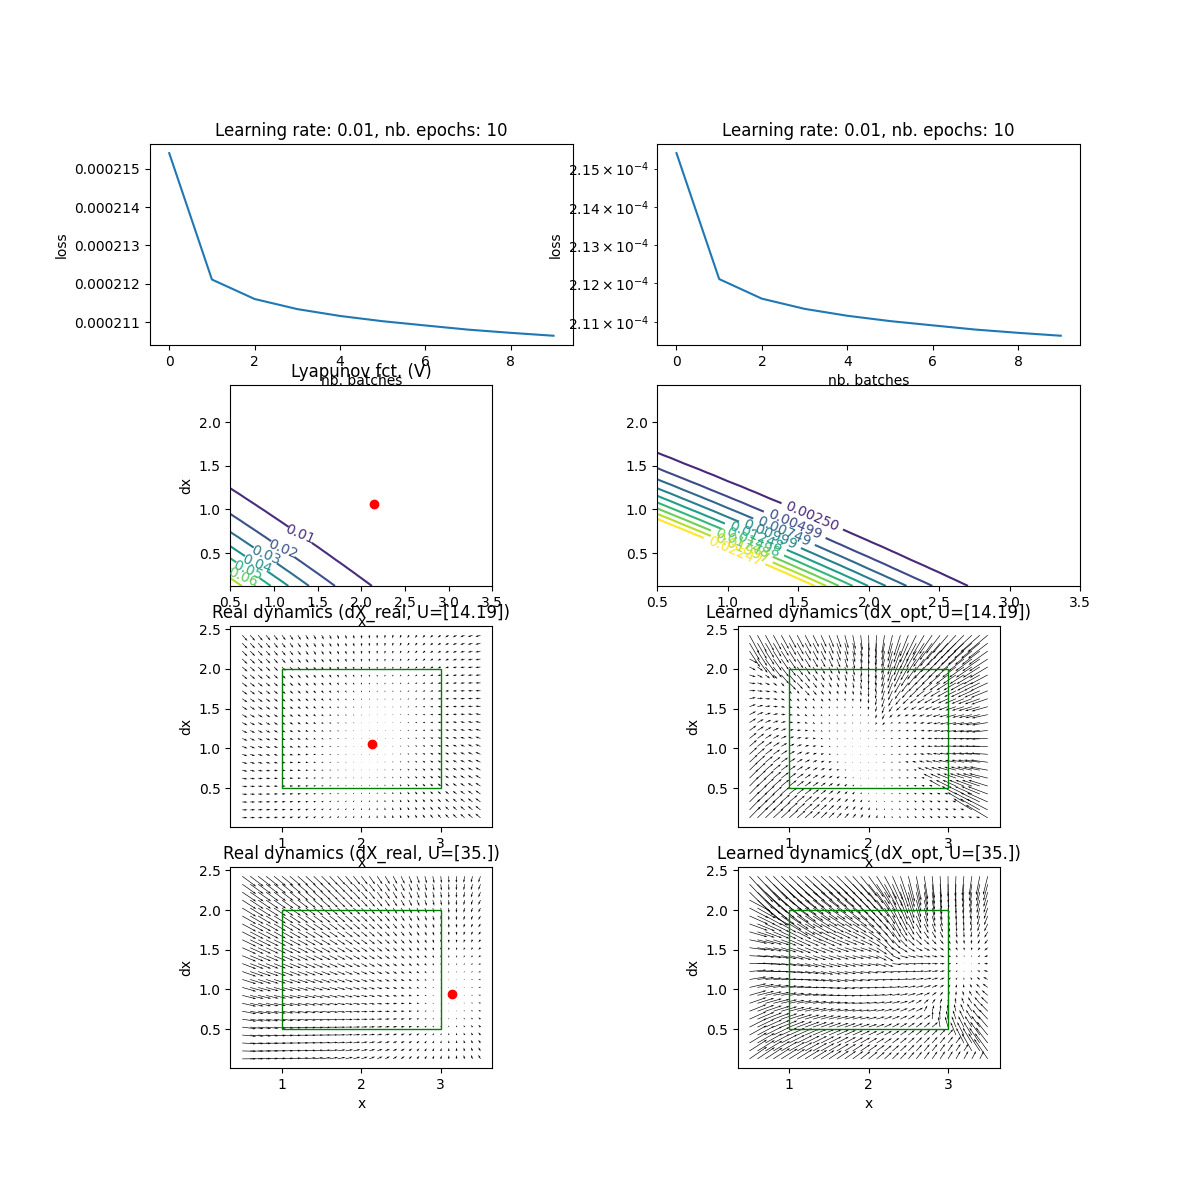 Learning rate: 0.01, nb. epochs: 10
loss
0.000215
0.000214
0.000213
0.000212
0.000211
0 2 4 6 8
nb. batches
Learning rate: 0.01, nb. epochs: 10
loss
2.15 × 10⁻⁴
2.14 × 10⁻⁴
2.13 × 10⁻⁴
2.12 × 10⁻⁴
2.11 × 10⁻⁴
0 2 4 6 8
nb. batches
Lyapunov fct. (V)
dx
2.0
1.5
1.0
0.5
0.01
0.02
0.03
0.04
0.05
0.06
0.5 1.0 1.5 2.0 2.5 3.0 3.5
x
2.0
1.5
1.0
0.5
0.00250
0.00499
0.5 1.0 1.5 2.0 2.5 3.0 3.5
Real dynamics (dX_real, U=[14.19])
dx
2.5
2.0
1.5
1.0
0.5
1 2 3
x
Learned dynamics (dX_opt, U=[14.19])
dx
2.5
2.0
1.5
1.0
0.5
1 2 3
x
Real dynamics (dX_real, U=[35.])
dx
2.5
2.0
1.5
1.0
0.5
1 2 3
x
Learned dynamics (dX_opt, U=[35.])
dx
2.5
2.0
1.5
1.0
0.5
1 2 3
x